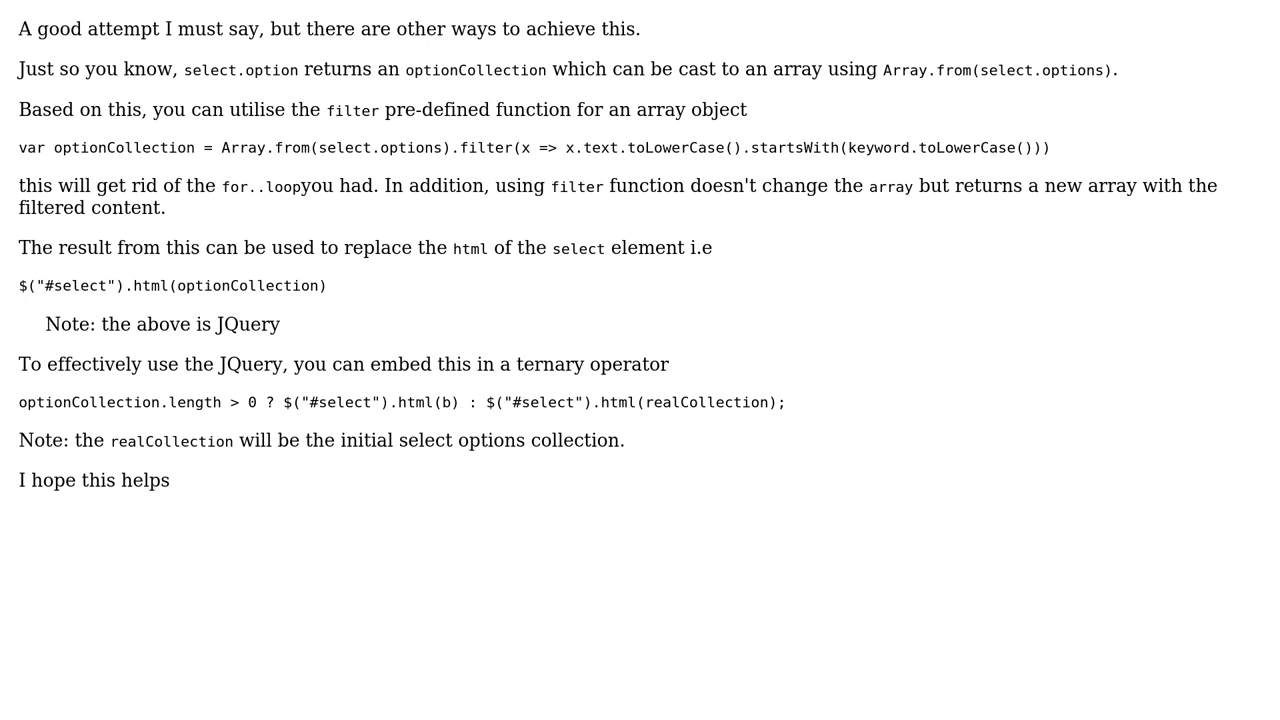 A good attempt I must say, but there are other ways to achieve this.
Just so you know, select.option returns an optionCollection which can be cast to an array using Array.from(select.options).
Based on this, you can utilise the filter pre-defined function for an array object
var optionCollection = Array.from(select.options).filter(x => x.text.toLowerCase().startsWith(keyword.toLowerCase()))
this will get rid of the for..loopyou had. In addition, using filter function doesn't change the array but returns a new array with the
filtered content.
The result from this can be used to replace the html of the select element i.e
$("#select").html(optionCollection)
Note: the above is JQuery
To effectively use the JQuery, you can embed this in a ternary operator
optionCollection.length > 0 ? $("#select").html(b) : $("#select").html(realCollection);
Note: the realCollection will be the initial select options collection.
I hope this helps